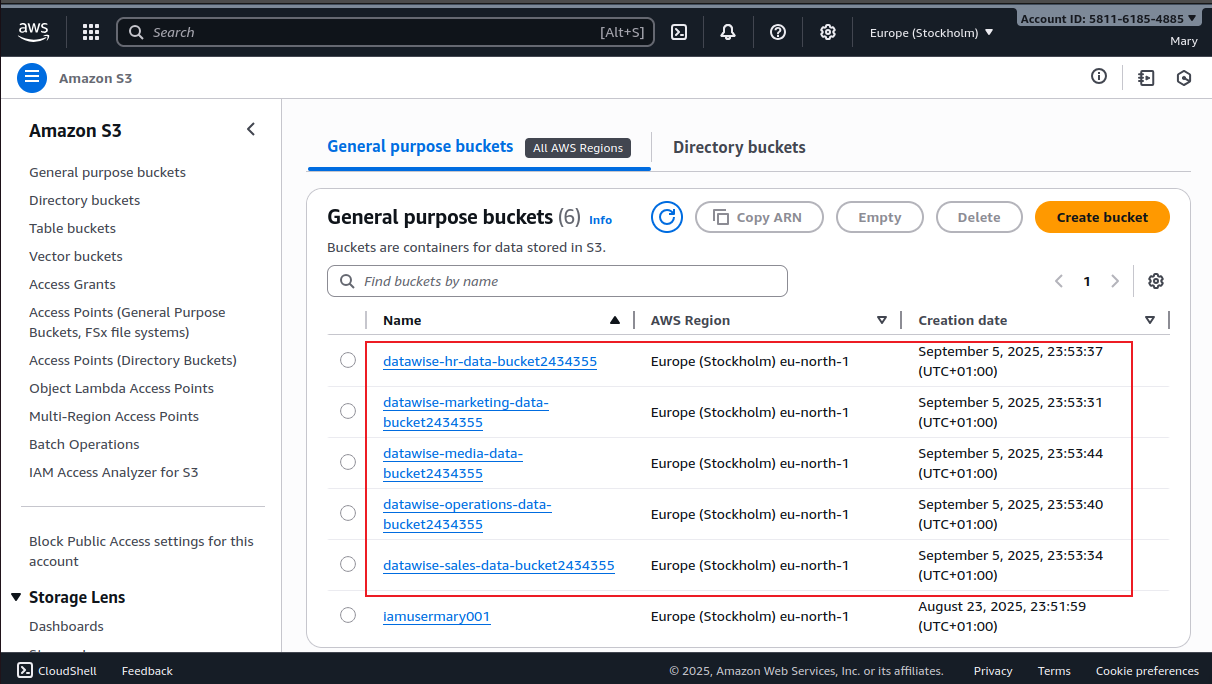 aws
Search
[Alt+S]
Europe (Stockholm) ▼
Account ID: 5811-6185-4885 ▼
Mary
Amazon S3
Amazon S3
General purpose buckets
Directory buckets
Table buckets
Vector buckets
Access Grants
Access Points (General Purpose
Buckets, FSx file systems)
Access Points (Directory Buckets)
Object Lambda Access Points
Multi-Region Access Points
Batch Operations
IAM Access Analyzer for S3
Block Public Access settings for this
account
Storage Lens
Dashboards
General purpose buckets
All AWS Regions
Directory buckets
General purpose buckets (6) Info
Copy ARN
Empty
Delete
Create bucket
Buckets are containers for data stored in S3.
Find buckets by name
1
Name
AWS Region
Creation date
datawise-hr-data-bucket2434355
Europe (Stockholm) eu-north-1
September 5, 2025, 23:53:37
(UTC+01:00)
datawise-marketing-data-
bucket2434355
Europe (Stockholm) eu-north-1
September 5, 2025, 23:53:31
(UTC+01:00)
datawise-media-data-
bucket2434355
Europe (Stockholm) eu-north-1
September 5, 2025, 23:53:44
(UTC+01:00)
datawise-operations-data-
bucket2434355
Europe (Stockholm) eu-north-1
September 5, 2025, 23:53:40
(UTC+01:00)
datawise-sales-data-bucket2434355
Europe (Stockholm) eu-north-1
September 5, 2025, 23:53:34
(UTC+01:00)
iamusermary001
Europe (Stockholm) eu-north-1
August 23, 2025, 23:51:59
(UTC+01:00)
CloudShell
Feedback
© 2025, Amazon Web Services, Inc. or its affiliates.
Privacy
Terms
Cookie preferences